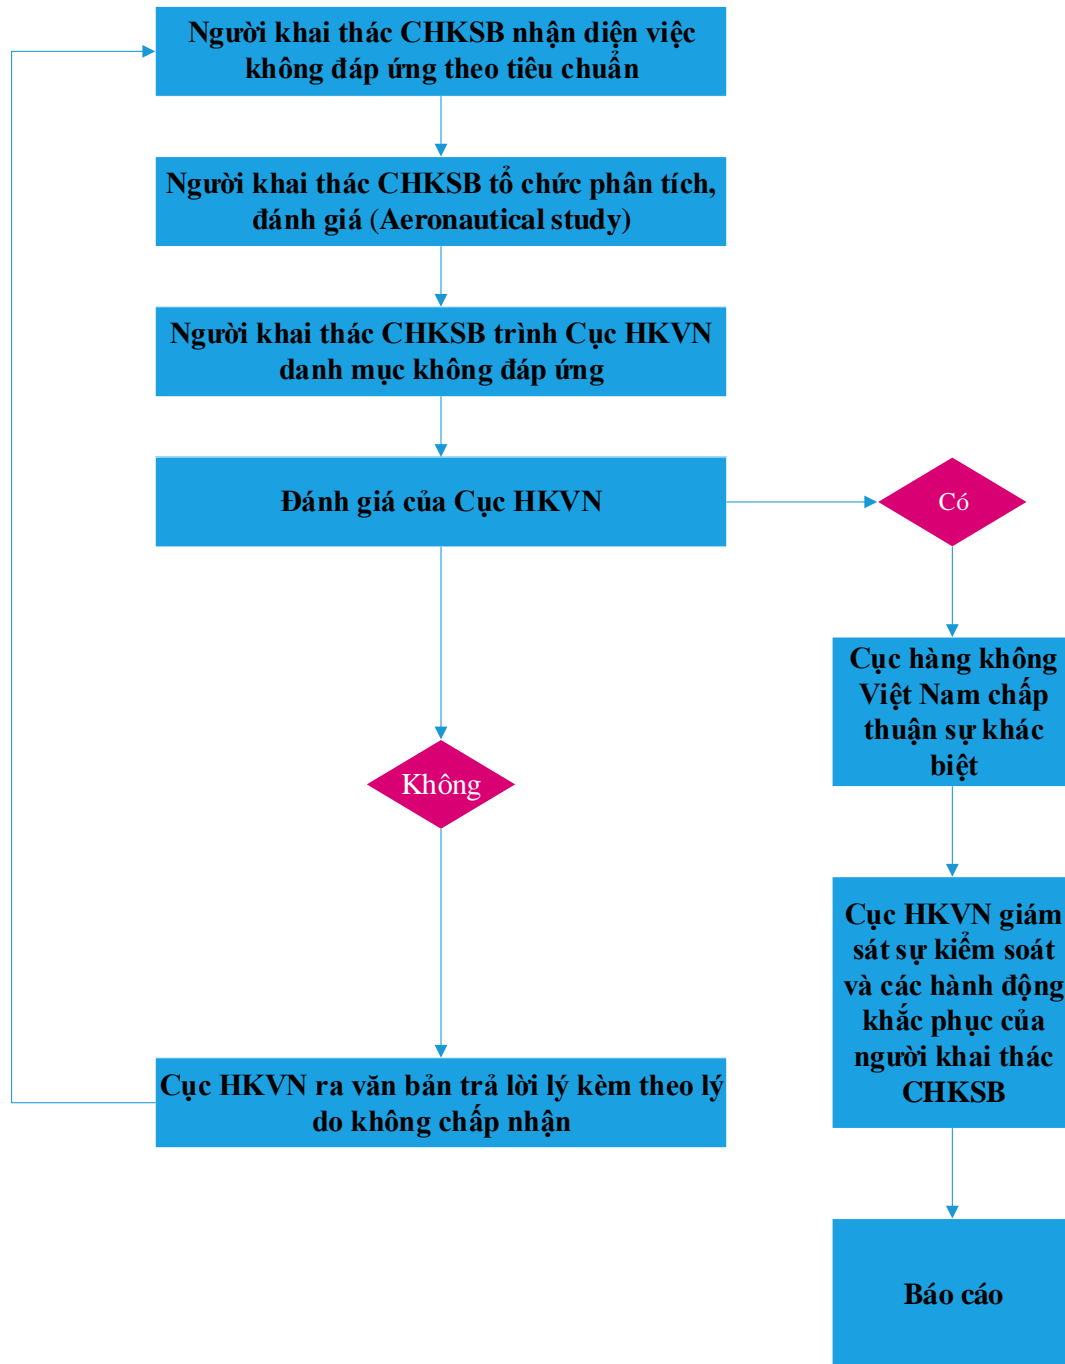 Người khai thác CHKSB nhận diện việc
không đáp ứng theo tiêu chuẩn
Người khai thác CHKSB tổ chức phân tích,
đánh giá (Aeronautical study)
Người khai thác CHKSB trình Cục HKVN
danh mục không đáp ứng
Đánh giá của Cục HKVN
Có
Cục hàng không
Việt Nam chấp
thuận sự khác
biệt
Không
Cục HKVN giám
sát sự kiểm soát
và các hành động
khắc phục của
người khai thác
CHKSB
Cục HKVN ra văn bản trả lời lý kèm theo lý
do không chấp nhận
Báo cáo